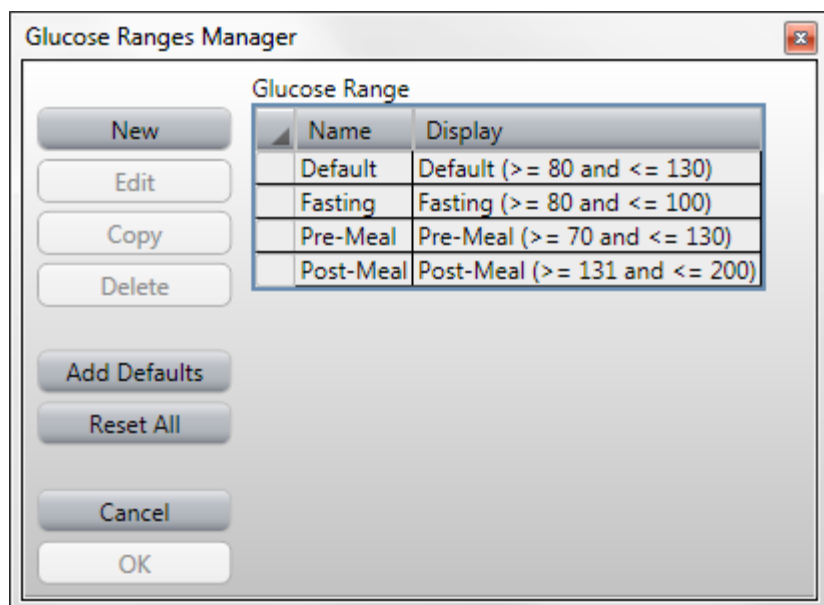 Glucose Ranges Manager
Glucose Range
New
Edit
Copy
Delete
Add Defaults
Reset All
Cancel
OK
Name Display
Default Default (>= 80 and <= 130)
Fasting Fasting (>= 80 and <= 100)
Pre-Meal Pre-Meal (>= 70 and <= 130)
Post-Meal Post-Meal (>= 131 and <= 200)